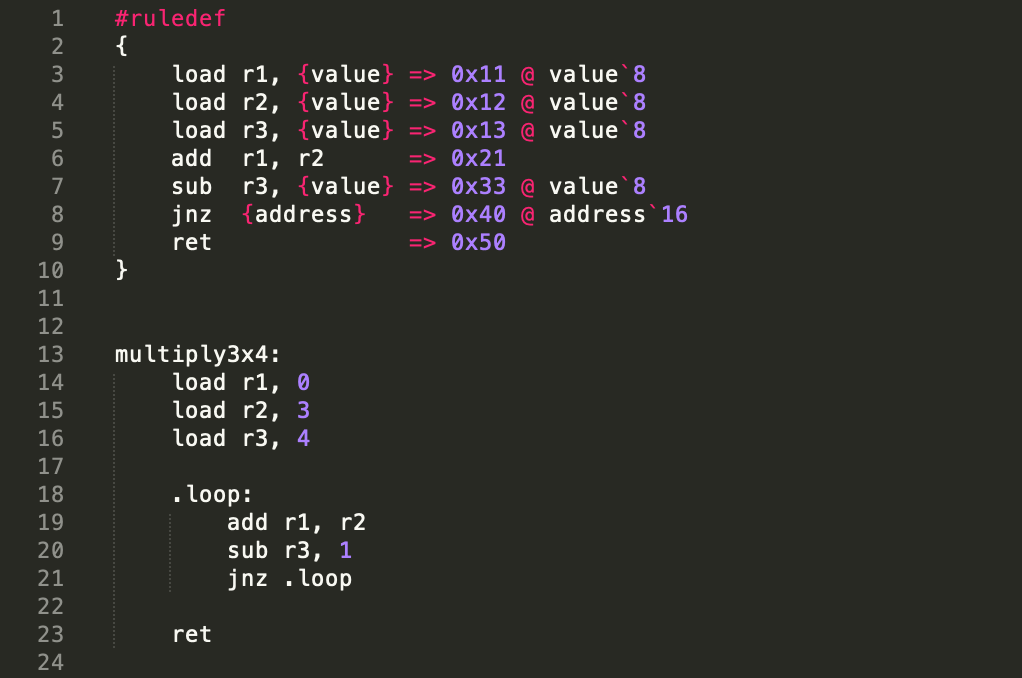 1 #ruledef
2 {
3     load r1, {value} => 0x11 @ value`8
4     load r2, {value} => 0x12 @ value`8
5     load r3, {value} => 0x13 @ value`8
6     add  r1, r2      => 0x21
7     sub  r3, {value} => 0x33 @ value`8
8     jnz  {address}   => 0x40 @ address`16
9     ret              => 0x50
10 }
11
12
13 multiply3x4:
14     load r1, 0
15     load r2, 3
16     load r3, 4
17
18     .loop:
19         add r1, r2
20         sub r3, 1
21         jnz .loop
22
23     ret
24